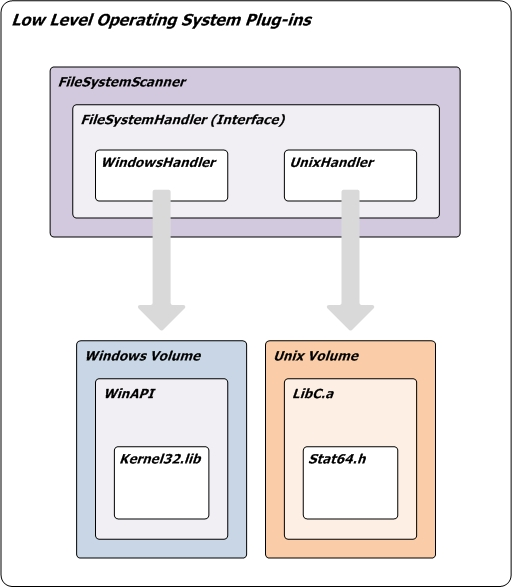 Low Level Operating System Plug-ins
FileSystemScanner
FileSystemHandler (Interface)
WindowsHandler
UnixHandler
Windows Volume
Unix Volume
WinAPI
LibC.a
Kernel32.lib
Stat64.h